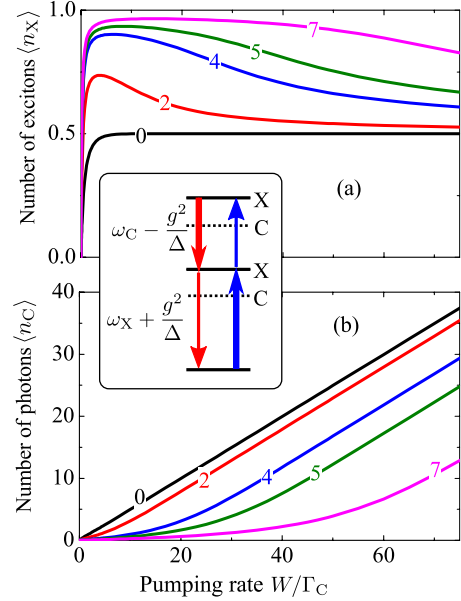 Number of excitons ⟨n_X⟩
1.0
0.5
0.0
7
5
4
2
0
(a)
X
ω_C − g²/Δ
C
X
C
ω_X + g²/Δ
Number of photons ⟨n_C⟩
40
30
20
10
0
(b)
0
2
4
5
7
0 20 40 60
Pumping rate W/Γ_C